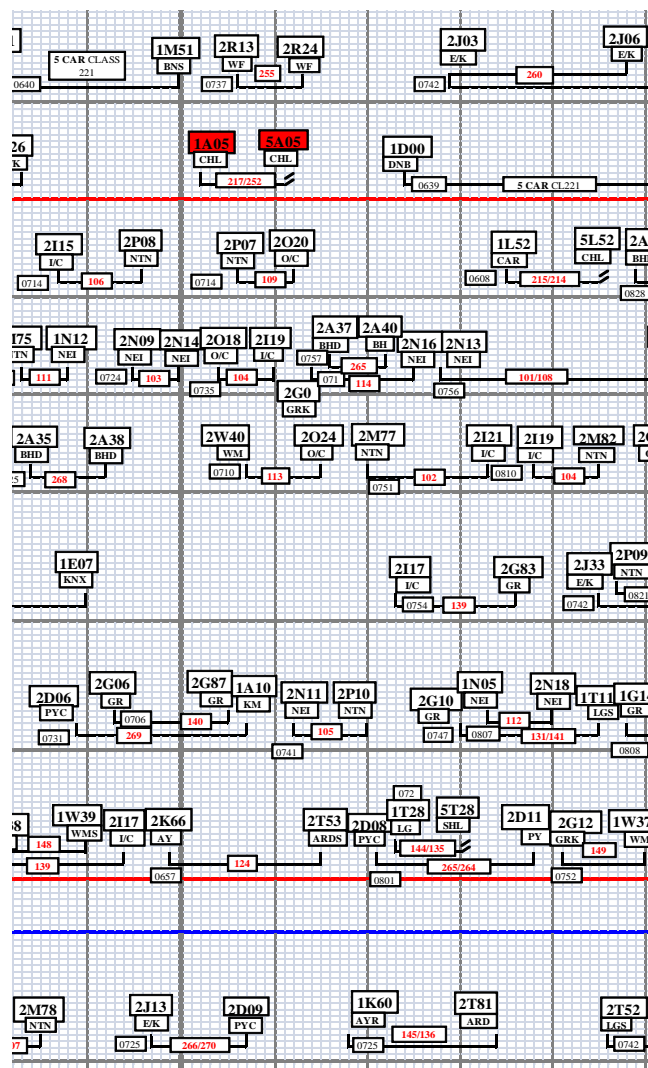 5 CAR CLASS
221
0640
1M51
BNS
2R13
WF
0737
255
2R24
WF
2J03
E/K
0742
260
2J06
E/K
26
K
1A05
CHL
217/252
5A05
CHL
1D00
DNB
0639
5 CAR CL221
2I15
I/C
0714
106
2P08
NTN
2P07
NTN
0714
109
2O20
O/C
1L52
CAR
0608
215/214
5L52
CHL
2A
BH
0828
75
TN
111
1N12
NEI
2N09
NEI
0724
103
2N14
NEI
2O18
O/C
0735
104
2I19
I/C
2A37
BHD
0757
265
2A40
BH
071
114
2G0
GRK
2N16
NEI
2N13
NEI
0756
101/108
2A35
BHD
268
2A38
BHD
2W40
WM
0710
113
2O24
O/C
2M77
NTN
0751
102
2I21
I/C
0810
2I19
I/C
104
2M82
NTN
1E07
KNX
2I17
I/C
0754
139
2G83
GR
2J33
E/K
0742
2P09
NTN
0821
2D06
PYC
0731
269
2G06
GR
0706
140
2G87
GR
1A10
KM
2N11
NEI
0741
105
2P10
NTN
2G10
GR
0747
1N05
NEI
0807
112
131/141
2N18
NEI
1T11
LGS
1G14
GR
0808
148
139
1W39
WMS
2I17
I/C
2K66
AY
0657
124
2T53
ARDS
2D08
PYC
0801
072
1T28
LG
144/135
5T28
SHL
265/264
2D11
PY
2G12
GRK
0752
149
1W37
WM
2M78
NTN
2J13
E/K
0725
266/270
2D09
PYC
1K60
AYR
0725
145/136
2T81
ARD
2T52
LGS
0742